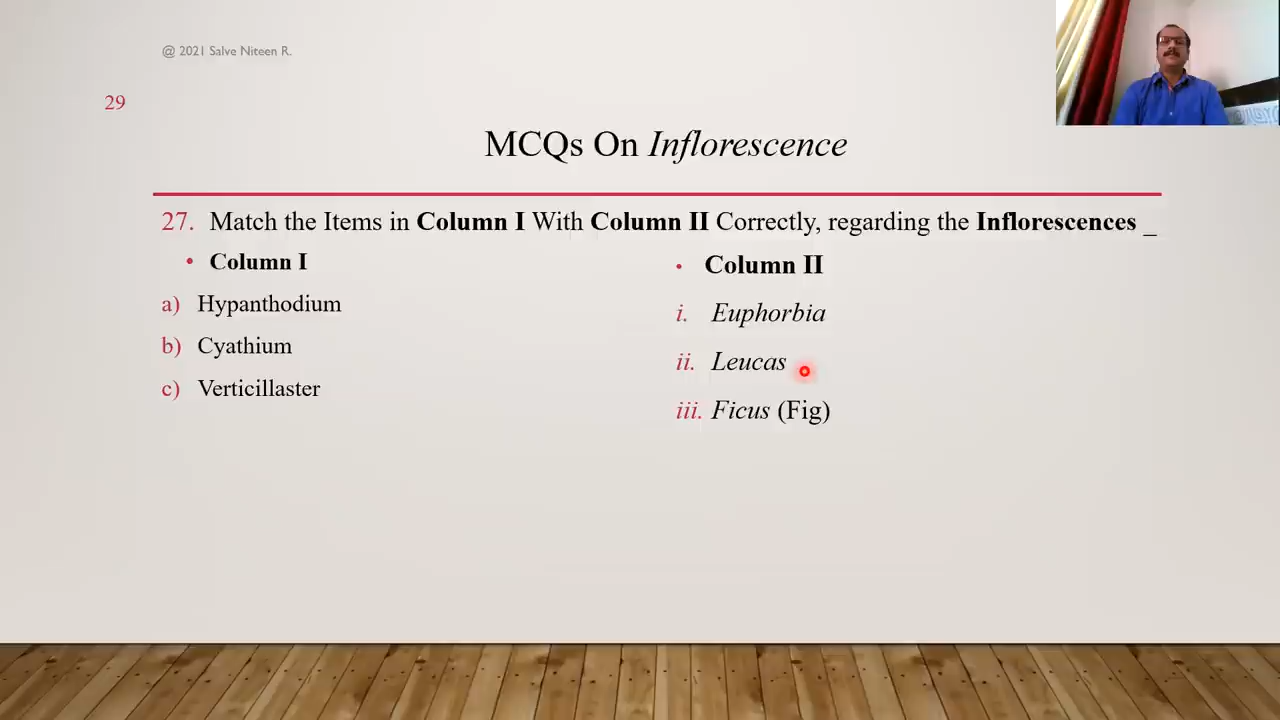 @ 2021 Salve Niteen R.
29
MCQs On Inflorescence
27. Match the Items in Column I With Column II Correctly, regarding the Inflorescences _
• Column I
a) Hypanthodium
b) Cyathium
c) Verticillaster
• Column II
i. Euphorbia
ii. Leucas
iii. Ficus (Fig)